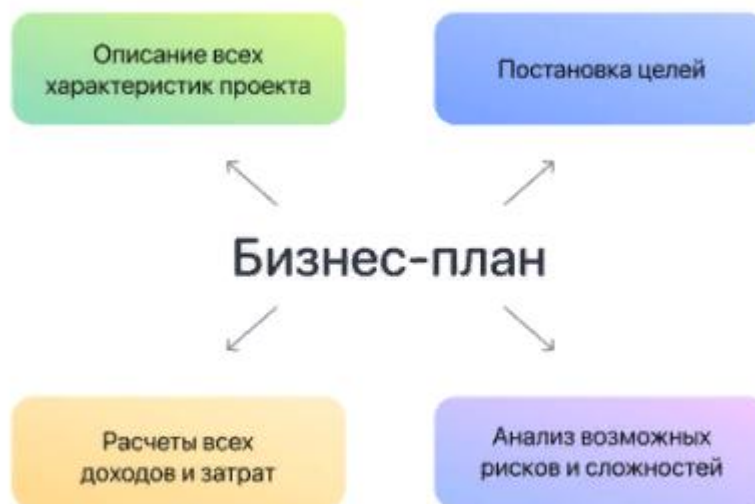 Описание всех
характеристик проекта
Постановка целей
Бизнес-план
Расчеты всех
доходов и затрат
Анализ возможных
рисков и сложностей